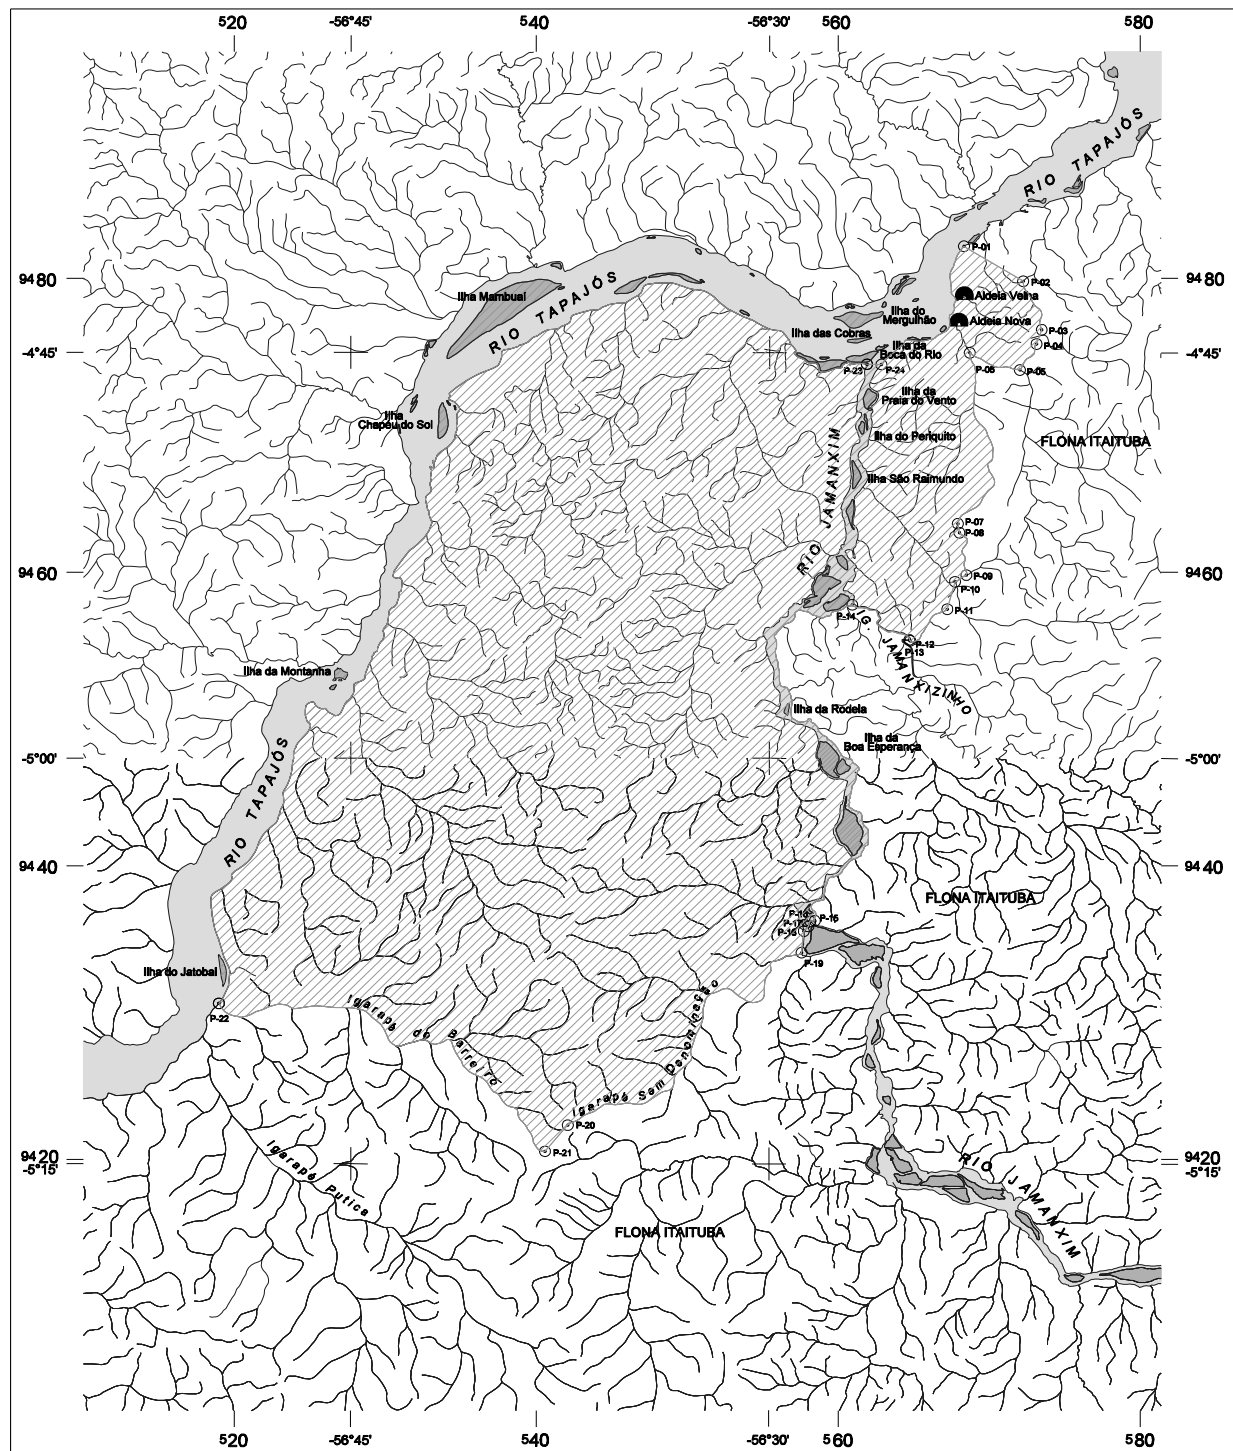 520
-56°45'
540
-56°30'
560
580
RIO TAPAJÓS
P-01
9480
P-02
9480
Ilha Mambuaí
RIO TAPAJÓS
Aldeia Velha
Ilha do
Mergulhão
Aldeia Nova
Ilha das Cobras
P-03
P-04
-4°45'
Ilha da
Boca do Rio
-4°45'
P-23
P-24
P-06
P-05
Ilha da
Praia do Vento
Ilha
Chapéu do Sol
Ilha do Periquito
FLONA ITAITUBA
RIO JAMANXIM
Ilha São Raimundo
P-07
P-08
9460
P-09
9460
P-10
P-11
P-14
IG. JAMANXIZINHO
P-12
P-13
Ilha da Montanha
Ilha da Rodela
Ilha da
Boa Esperança
-5°00'
-5°00'
RIO TAPAJÓS
9440
9440
FLONA ITAITUBA
P-18
P-15
P-17
P-16
P-19
Ilha do Jatobal
P-22
Igarapé do Barreiro
Igarapé Sem Denominação
P-20
P-21
Igarapé Putica
9420
-5°15'
9420
-5°15'
RIO JAMANXIM
FLONA ITAITUBA
520
-56°45'
540
-56°30'
560
580